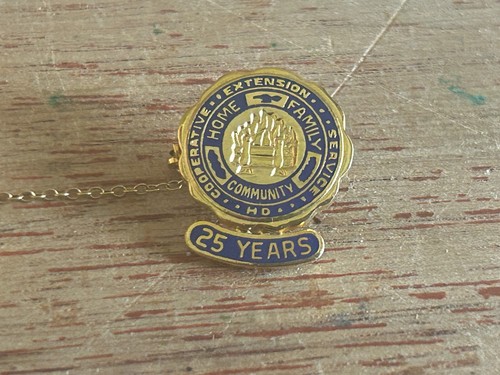 COOPERATIVE · EXTENSION · SERVICE
HD
HOME FAMILY
COMMUNITY
25 YEARS